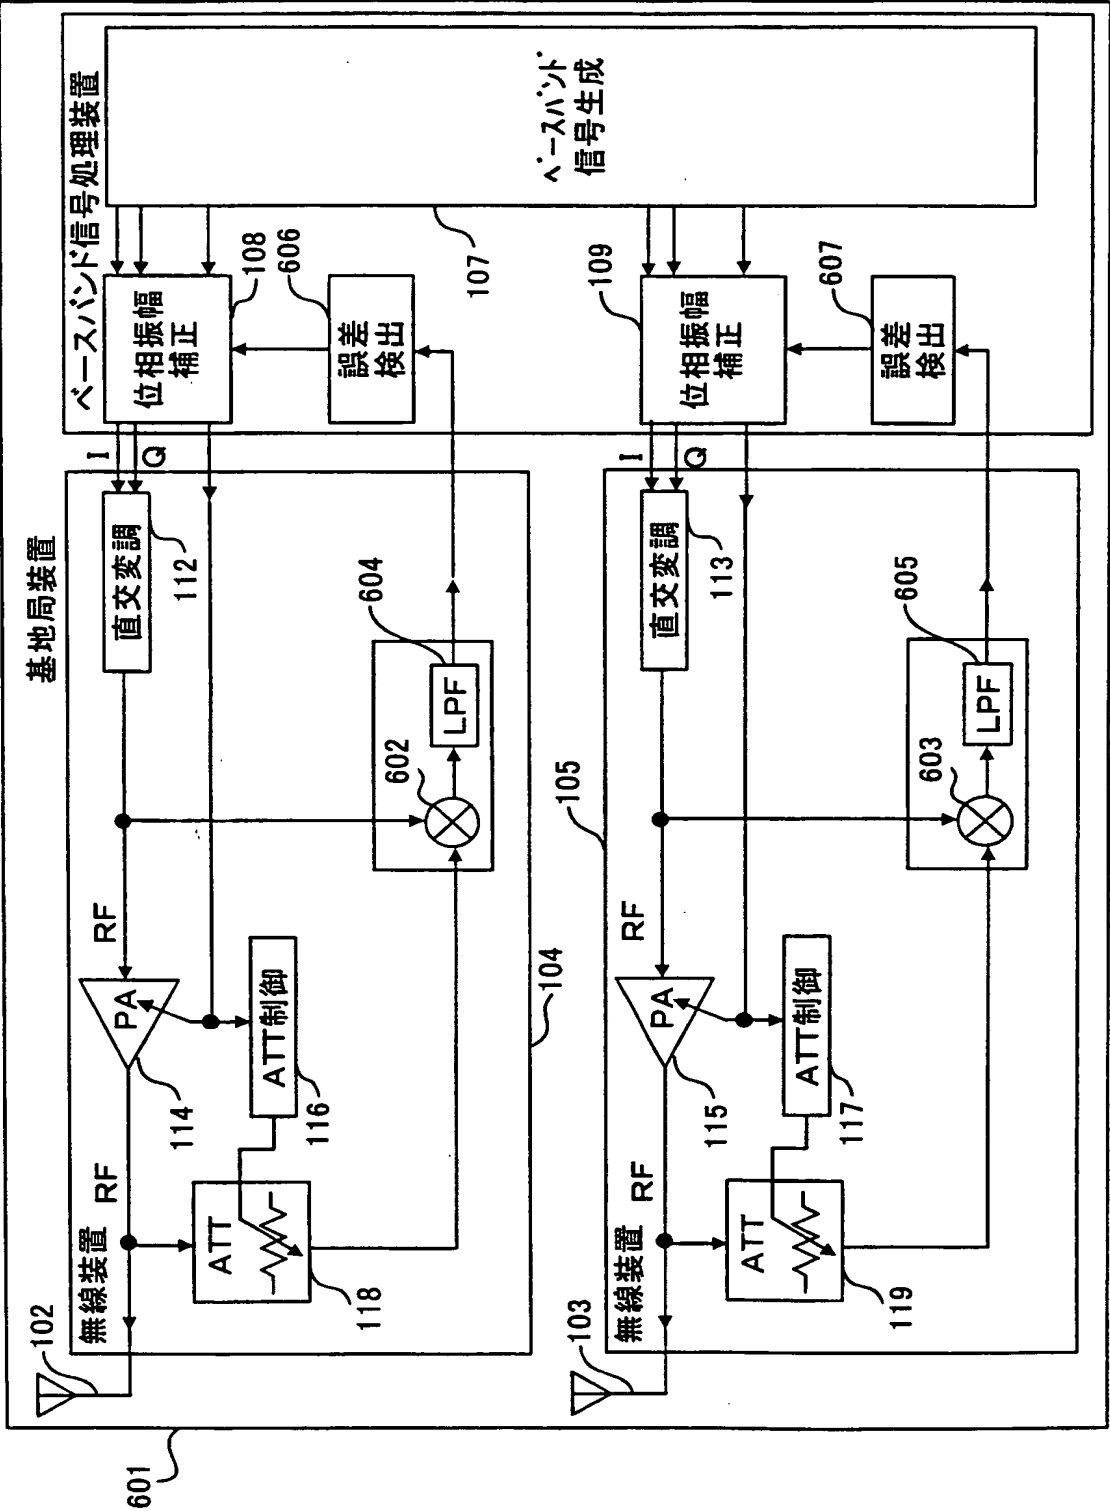 基地局装置
601
ベースバンド信号処理装置
ベースバンド
信号生成
107
位相振幅
補正
108
誤差
検出
606
I
Q
直交変調
112
604
LPF
602
RF
PA
114
ATT制御
116
104
RF
ATT
118
無線装置
102
位相振幅
補正
109
誤差
検出
607
I
Q
直交変調
113
605
LPF
603
105
RF
PA
115
ATT制御
117
RF
ATT
119
無線装置
103